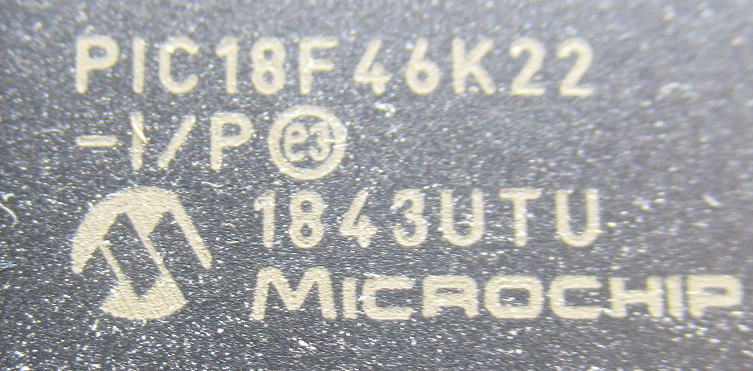 PIC18F46K22
-I/P e3
1843UTU
MICROCHIP